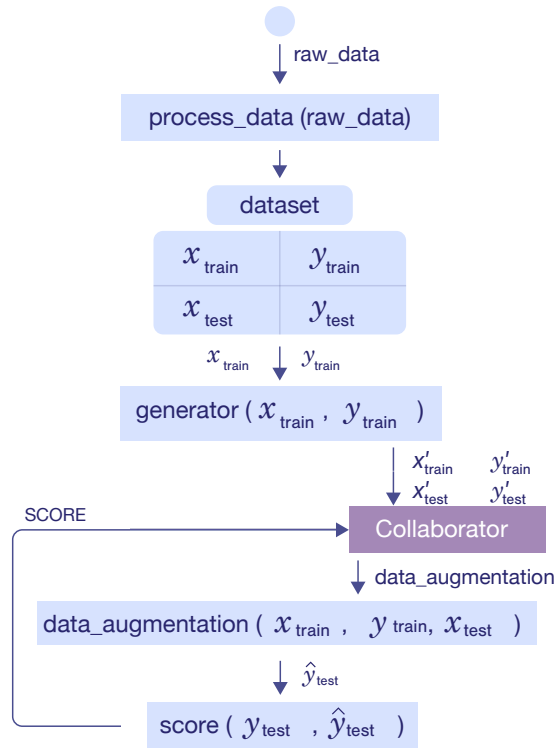 raw_data
process_data (raw_data)
dataset
x train y train
x test y test
x train y train
generator ( x train , y train )
x′train y′train
x′test y′test
SCORE
Collaborator
data_augmentation
data_augmentation ( x train , y train, x test )
ŷ test
score ( y test , ŷ test )